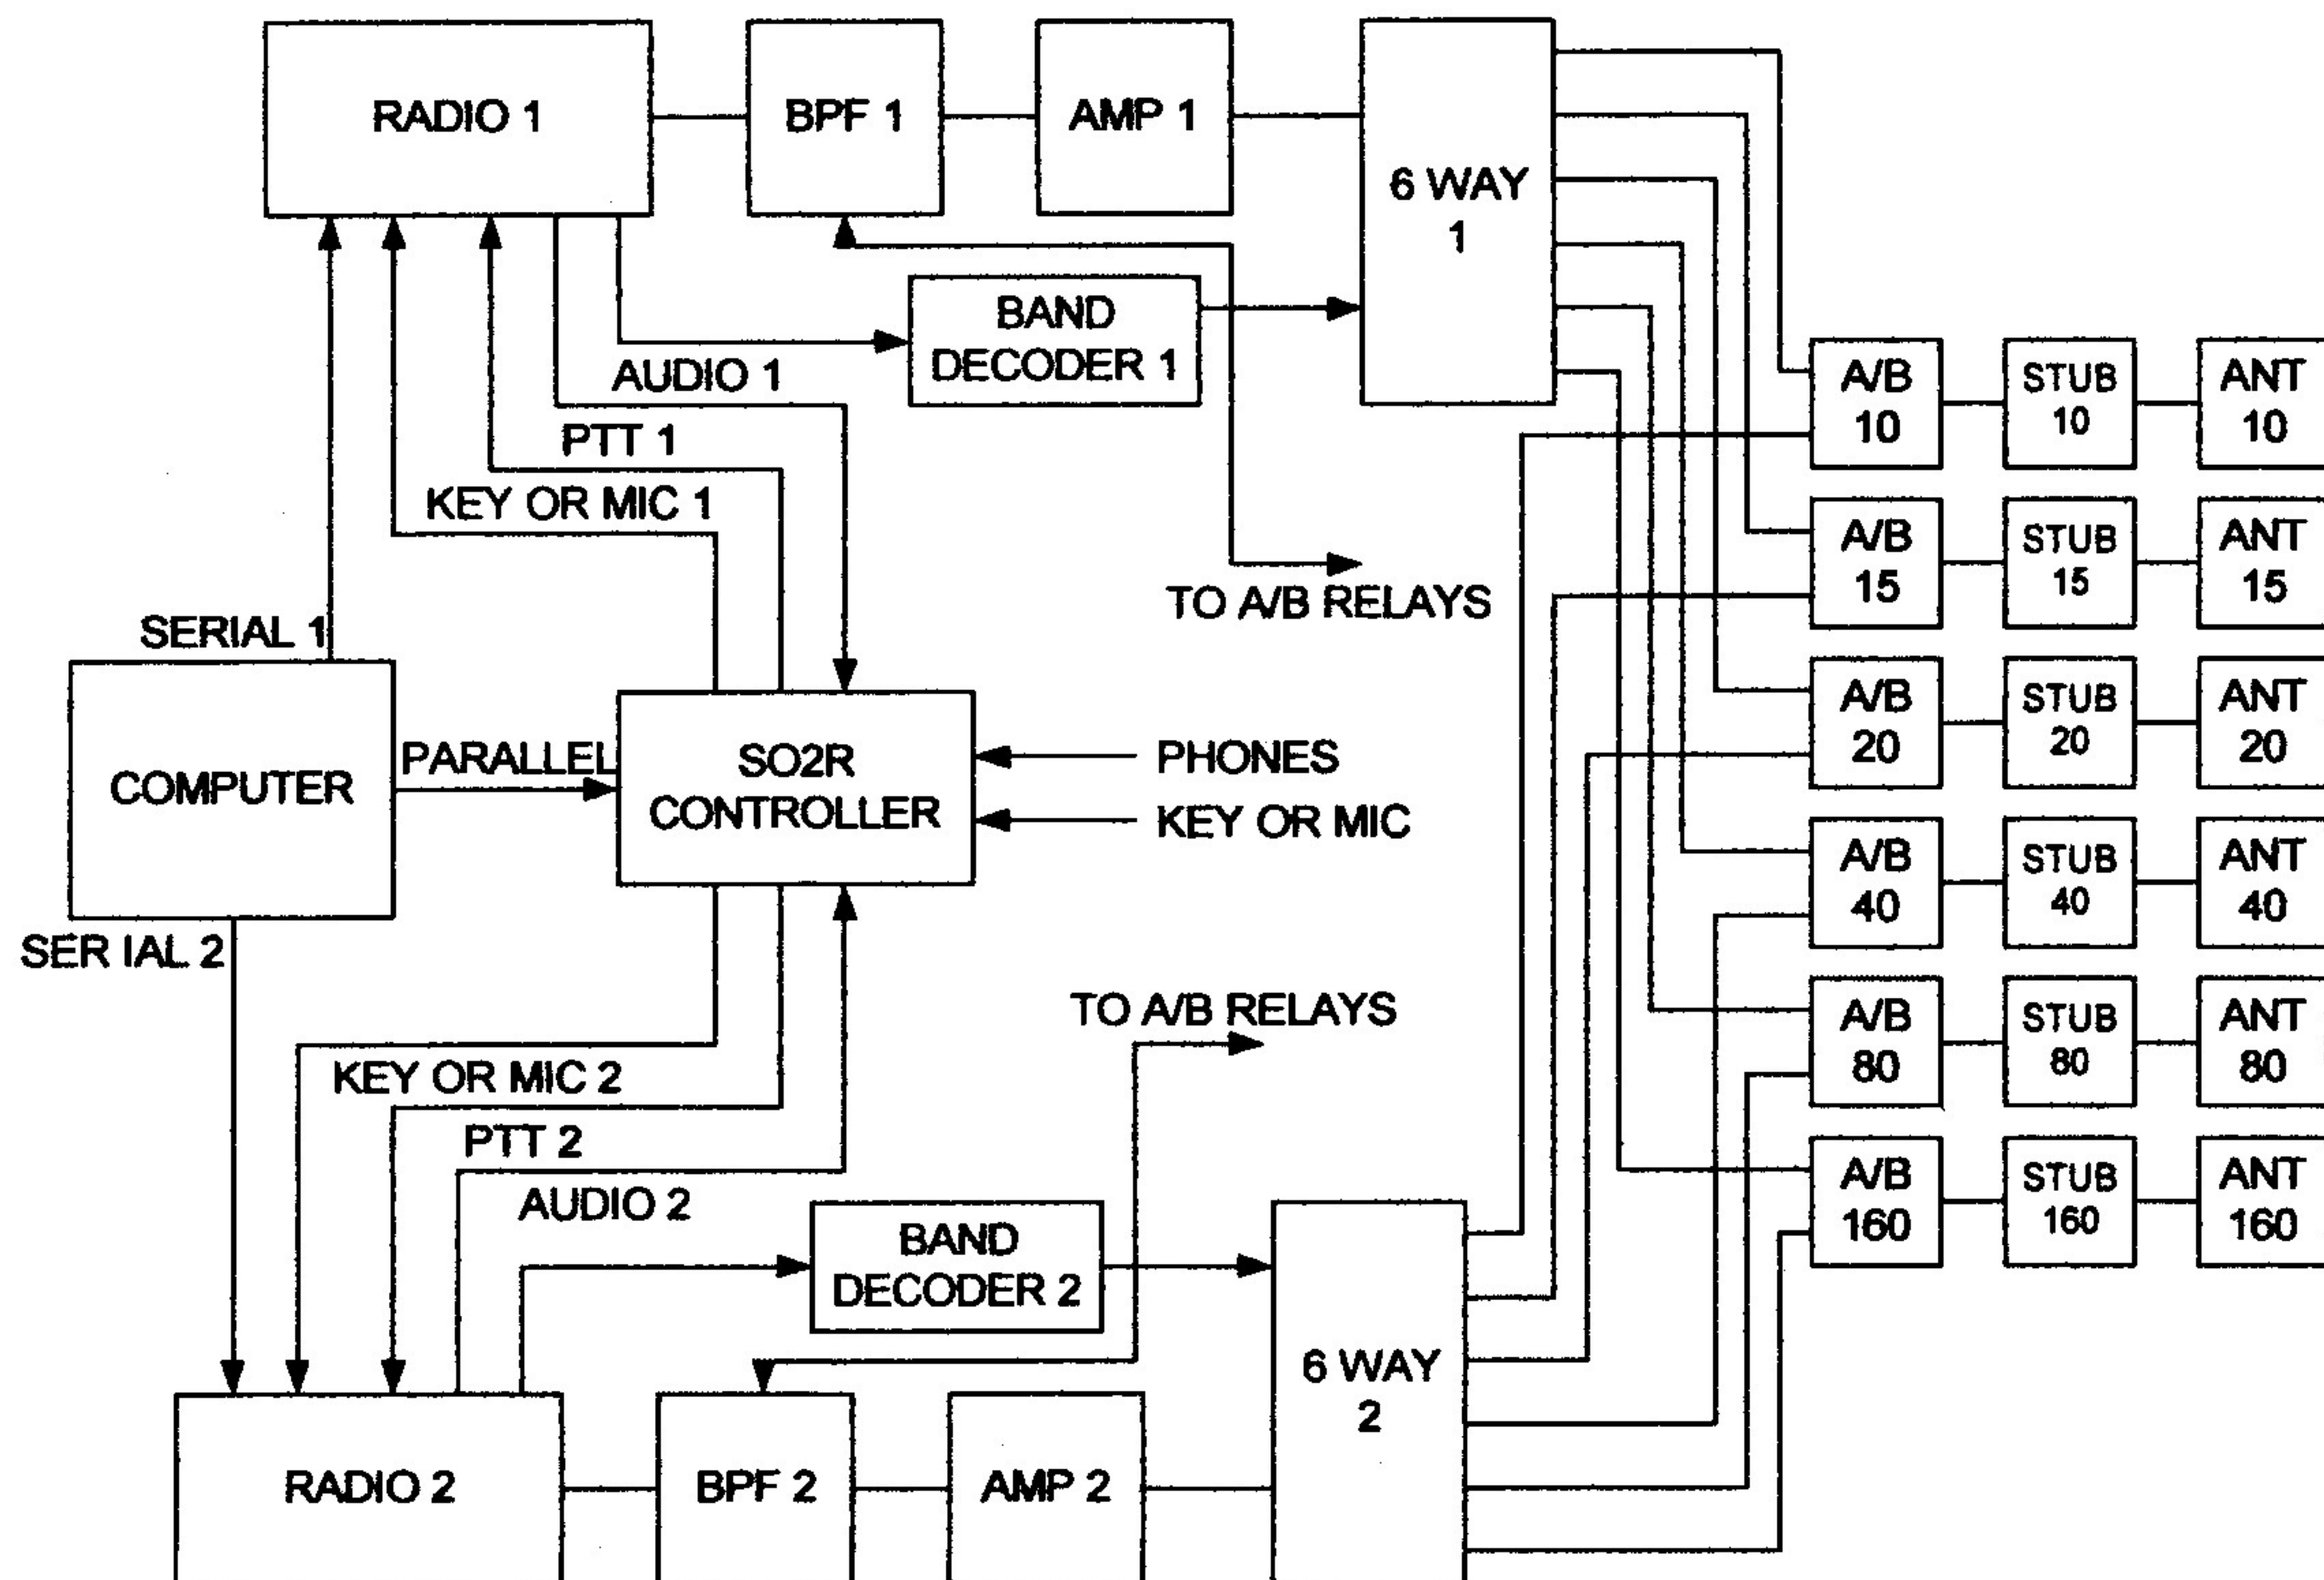 RADIO 1
BPF 1
AMP 1
6 WAY
1
BAND
DECODER 1
AUDIO 1
PTT 1
KEY OR MIC 1
TO A/B RELAYS
SERIAL 1
COMPUTER
PARALLEL
SO2R
CONTROLLER
PHONES
KEY OR MIC
SER IAL 2
TO A/B RELAYS
KEY OR MIC 2
PTT 2
AUDIO 2
BAND
DECODER 2
6 WAY
2
RADIO 2
BPF 2
AMP 2
A/B
10
STUB
10
ANT
10
A/B
15
STUB
15
ANT
15
A/B
20
STUB
20
ANT
20
A/B
40
STUB
40
ANT
40
A/B
80
STUB
80
ANT
80
A/B
160
STUB
160
ANT
160